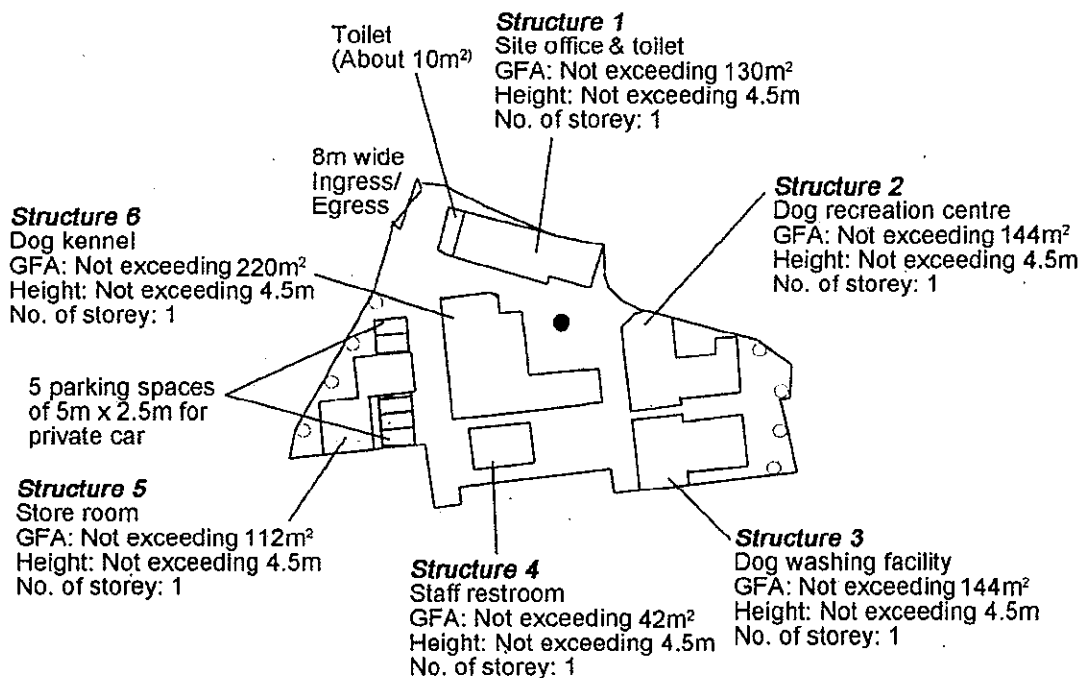 Toilet
(About 10m²)
Structure 1
Site office & toilet
GFA: Not exceeding 130m²
Height: Not exceeding 4.5m
No. of storey: 1
8m wide
Ingress/
Egress
Structure 2
Dog recreation centre
GFA: Not exceeding 144m²
Height: Not exceeding 4.5m
No. of storey: 1
Structure 6
Dog kennel
GFA: Not exceeding 220m²
Height: Not exceeding 4.5m
No. of storey: 1
5 parking spaces
of 5m x 2.5m for
private car
Structure 5
Store room
GFA: Not exceeding 112m²
Height: Not exceeding 4.5m
No. of storey: 1
Structure 4
Staff restroom
GFA: Not exceeding 42m²
Height: Not exceeding 4.5m
No. of storey: 1
Structure 3
Dog washing facility
GFA: Not exceeding 144m²
Height: Not exceeding 4.5m
No. of storey: 1